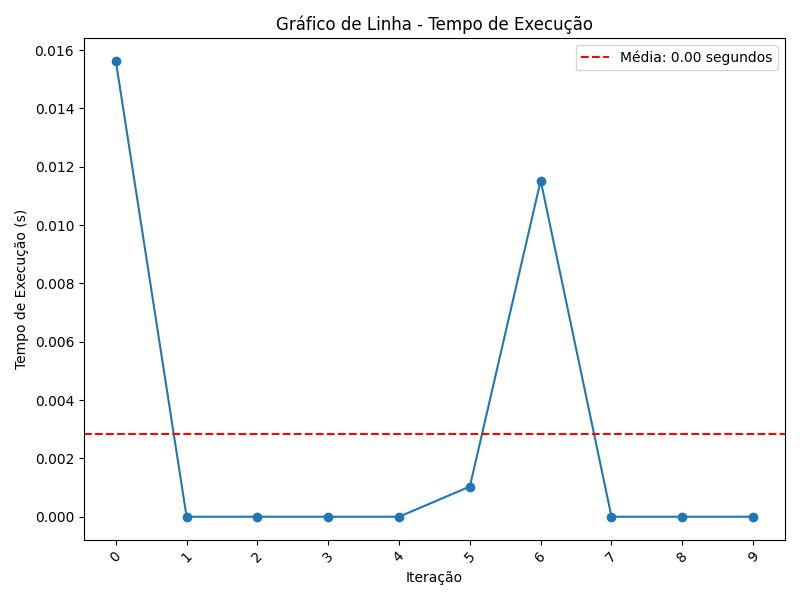 Gráfico de Linha - Tempo de Execução
Média: 0.00 segundos
0.016
0.014
0.012
0.010
0.008
0.006
0.004
0.002
0.000
Tempo de Execução (s)
0 1 2 3 4 5 6 7 8 9
Iteração